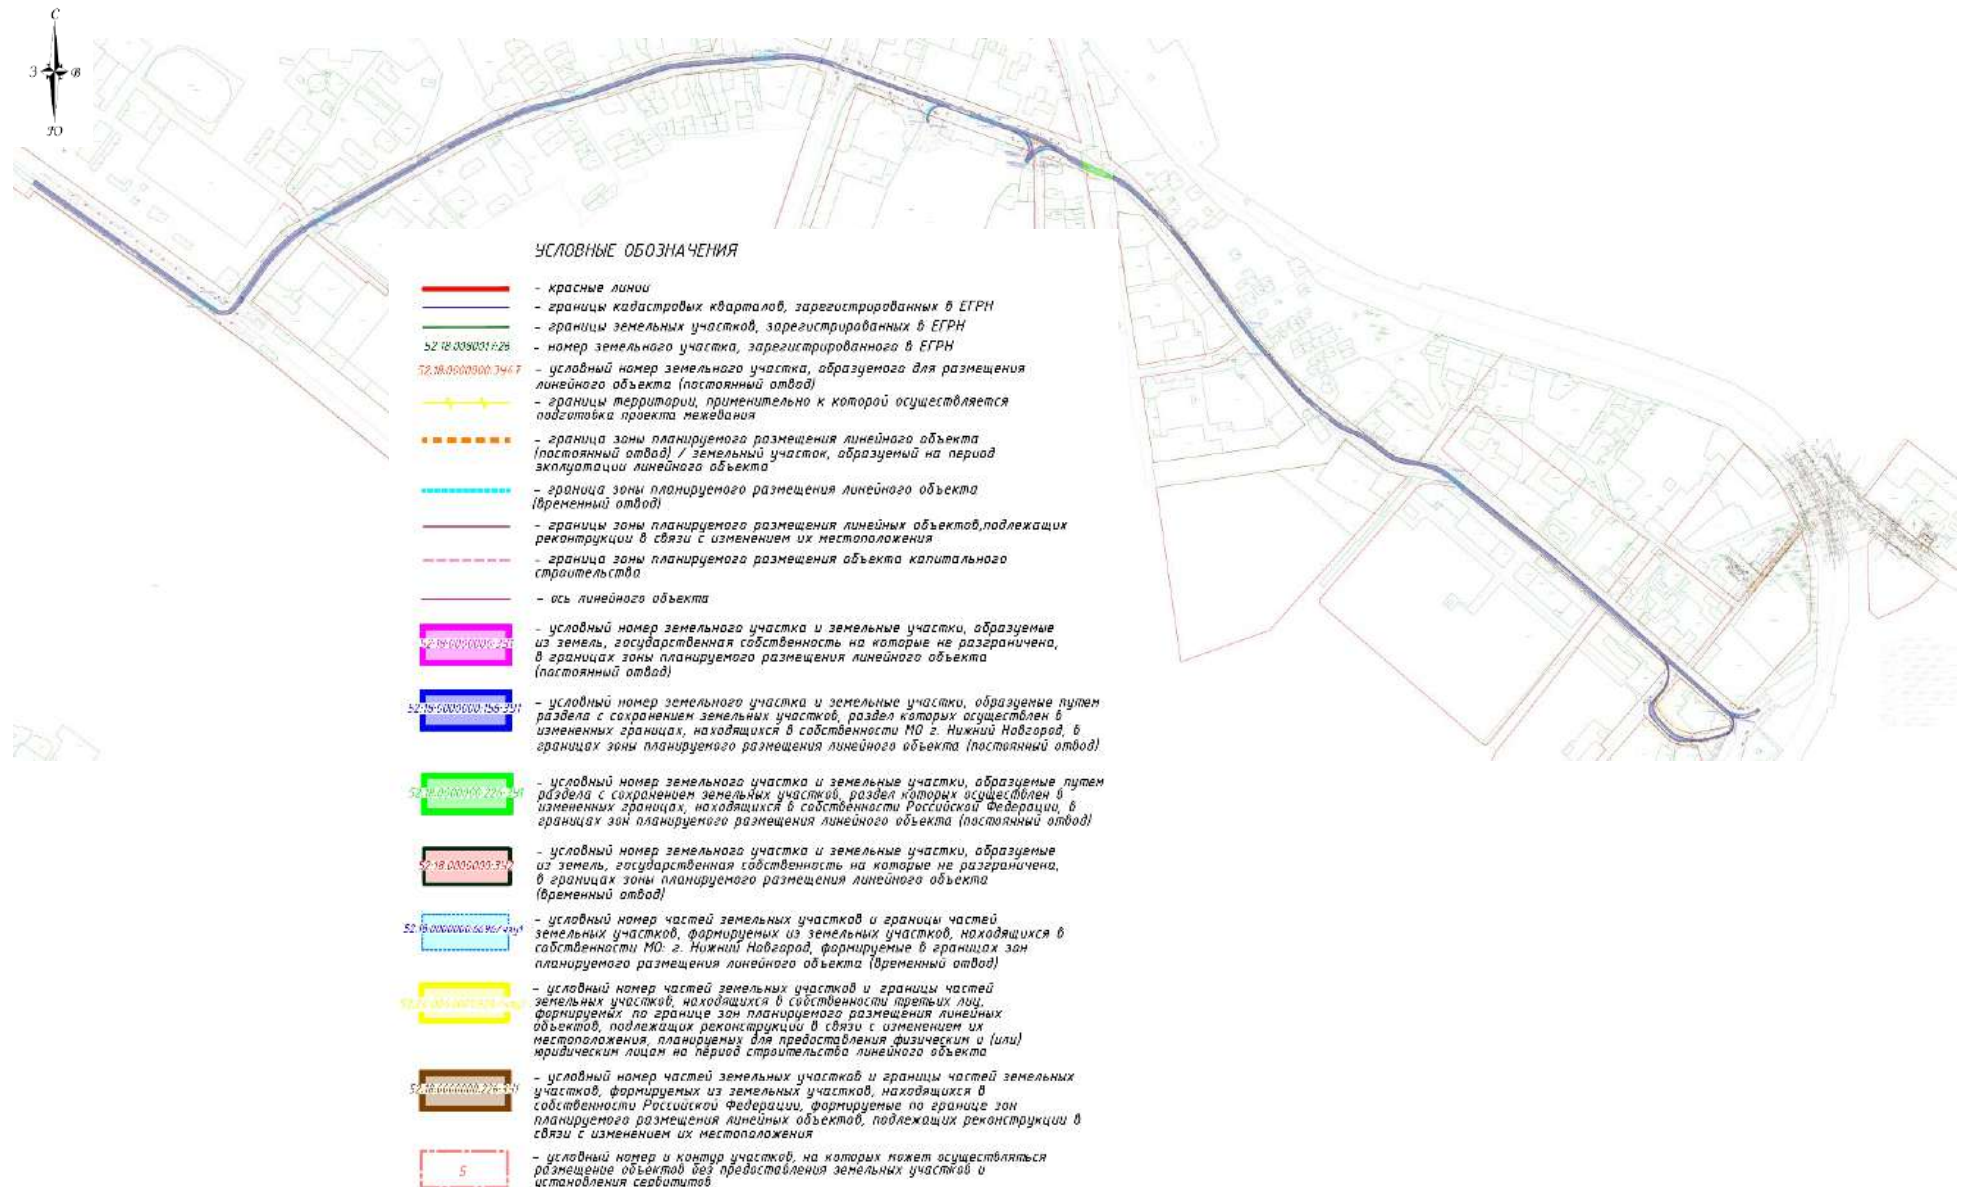 С
З
В
Ю
УСЛОВНЫЕ ОБОЗНАЧЕНИЯ
- красные линии
- границы кадастровых кварталов, зарегистрированных в ЕГРН
- границы земельных участков, зарегистрированных в ЕГРН
52:18:0080017:28
- номер земельного участка, зарегистрированного в ЕГРН
- условный номер земельного участка, образуемого для размещения
линейного объекта (постоянный отвод)
- границы территории, применительно к которой осуществляется
подготовка проекта межевания
- граница зоны планируемого размещения линейного объекта
(постоянный отвод) / земельный участок, образуемый на период
эксплуатации линейного объекта
- граница зоны планируемого размещения линейного объекта
(временный отвод)
- границы зоны планируемого размещения линейных объектов,подлежащих
реконтрукции в связи с изменением их местоположения
- граница зоны планируемого размещения объекта капитального
строительства
- ось линейного объекта
- условный номер земельного участка и земельные участки, образуемые
из земель, государственная собственность на которые не разграничена,
в границах зоны планируемого размещения линейного объекта
(постоянный отвод)
- условный номер земельного участка и земельные участки, образуемые путем
раздела с сохранением земельных участков, раздел которых осуществлен в
измененных границах, находящихся в собственности МО г. Нижний Новгород, в
границах зоны планируемого размещения линейного объекта (постоянный отвод)
- условный номер земельного участка и земельные участки, образуемые путем
раздела с сохранением земельных участков, раздел которых осуществлен в
измененных границах, находящихся в собственности Российской Федерации, в
границах зон планируемого размещения линейного объекта (постоянный отвод)
- условный номер земельного участка и земельные участки, образуемые
из земель, государственная собственность на которые не разграничена,
в границах зоны планируемого размещения линейного объекта
(временный отвод)
- условный номер частей земельных участков и границы частей
земельных участков, формируемых из земельных участков, находящихся в
собственности МО: г. Нижний Новгород, формируемые в границах зон
планируемого размещения линейного объекта (временный отвод)
- условный номер частей земельных участков и границы частей
земельных участков, находящихся в собственности третьих лиц,
формируемых по границе зон планируемого размещения линейных
объектов, подлежащих реконструкции в связи с изменением их
местоположения, планируемых для предоставления физическим и (или)
юридическим лицам на период строительства линейного объекта
- условный номер частей земельных участков и границы частей земельных
участков, формируемых из земельных участков, находящихся в
собственности Российской Федерации, формируемые по границе зон
планируемого размещения линейных объектов, подлежащих реконструкции в
связи с изменением их местоположения
S
- условный номер и контур участков, на которых может осуществляться
размещение объектов без предоставления земельных участков и
установления сервитутов